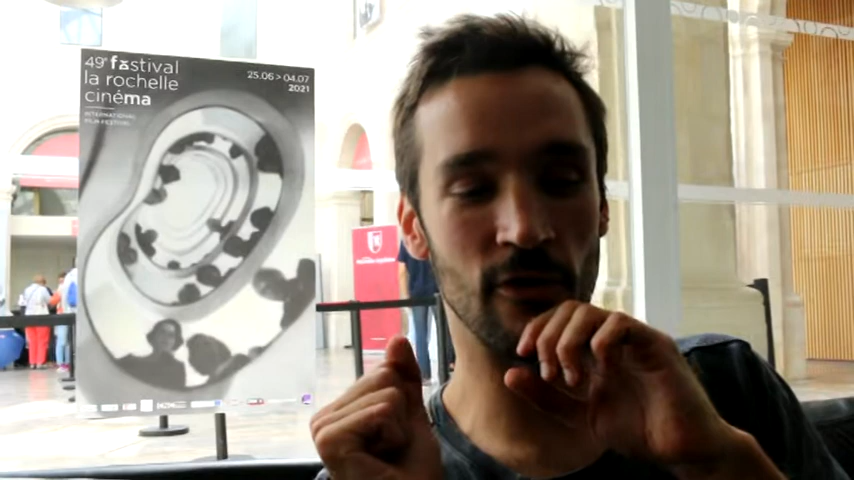 49e festival
la rochelle
cinéma
INTERNATIONAL
FILM FESTIVAL
25.06 > 04.07
2021